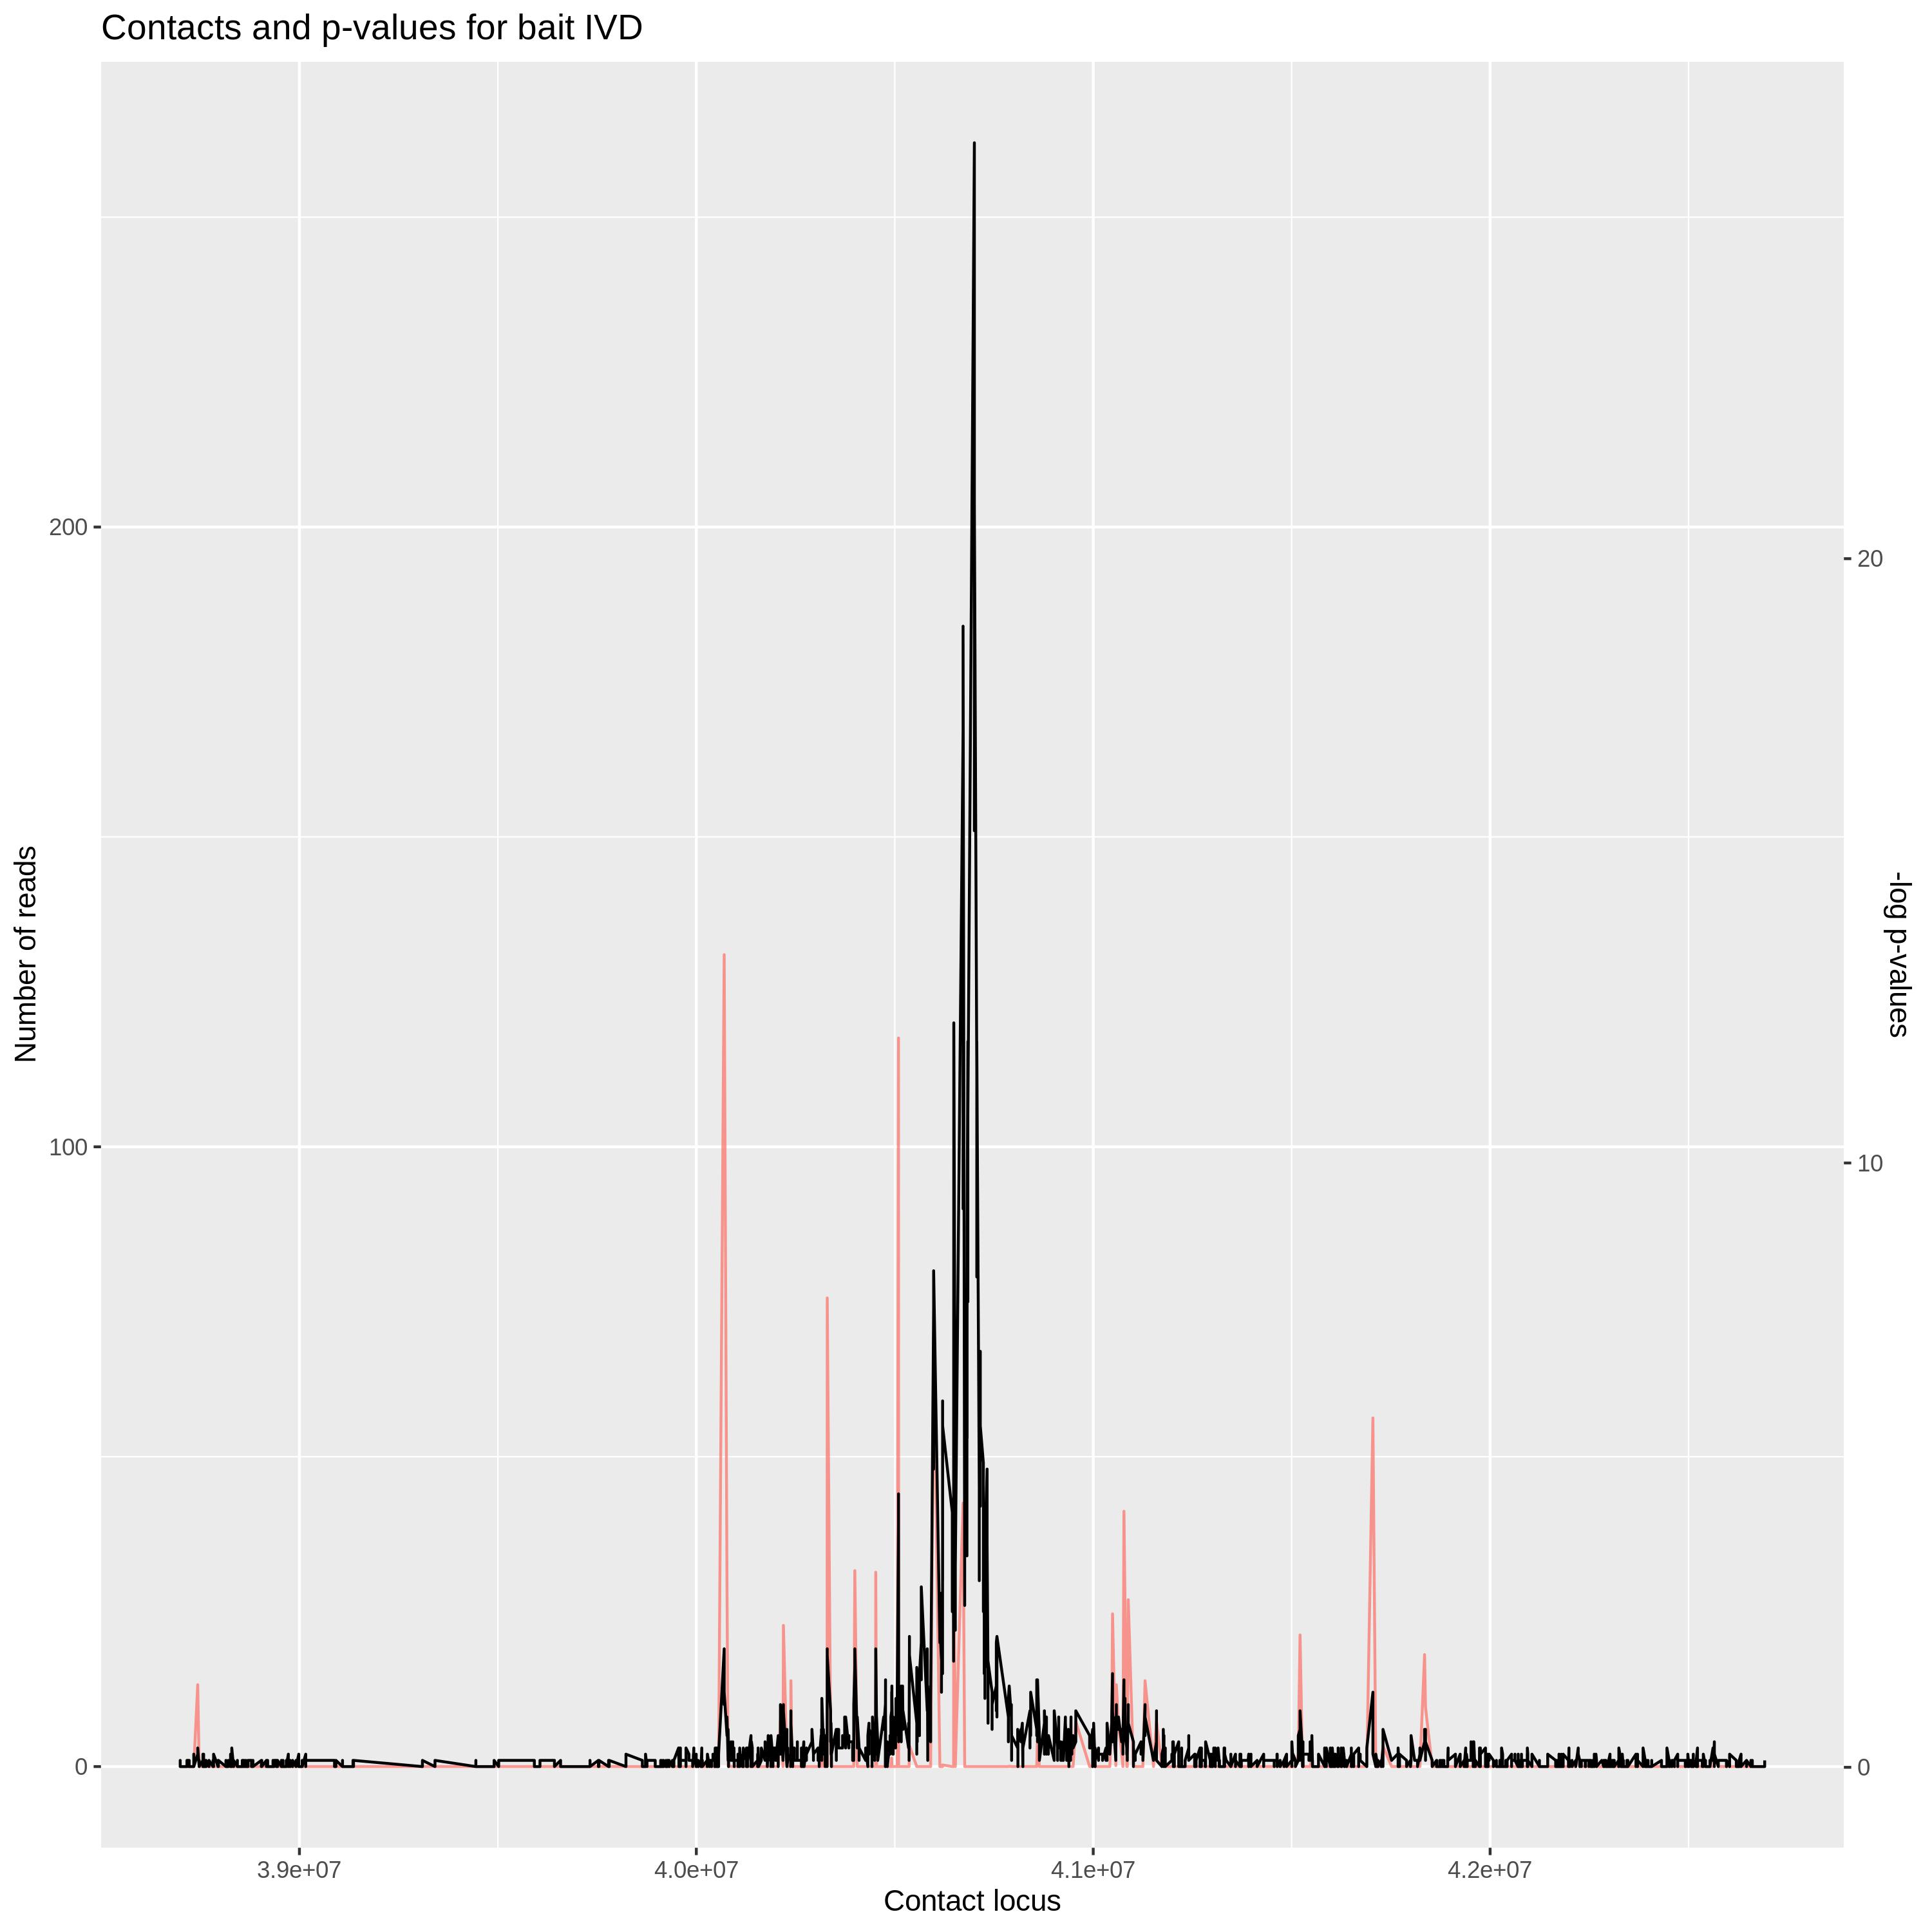 Contacts and p-values for bait IVD
Number of reads
200
100
0
20
10
0
-log p-values
3.9e+07
4.0e+07
4.1e+07
4.2e+07
Contact locus